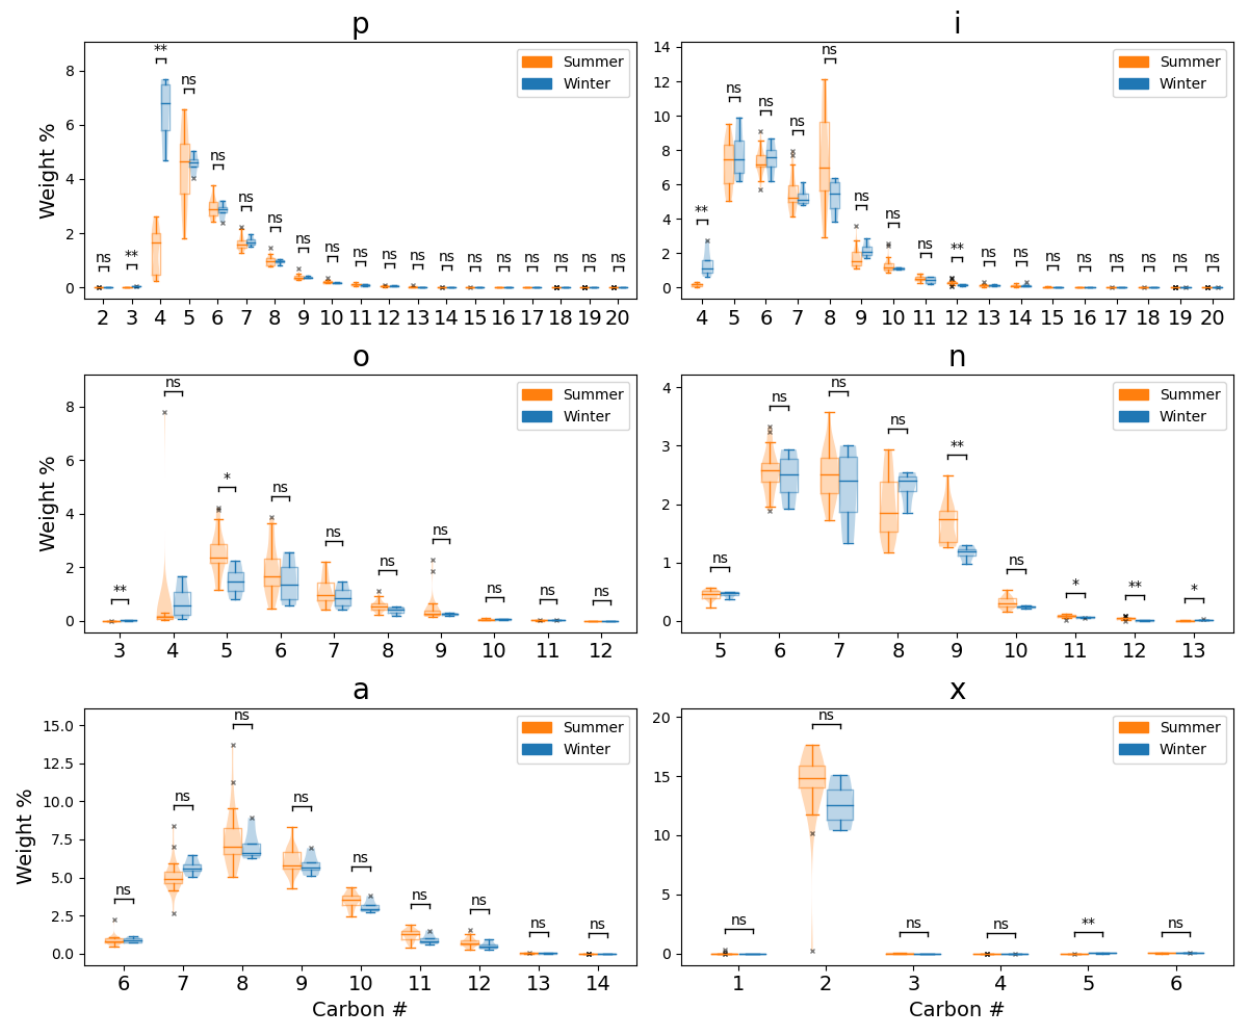 p
Weight %
8
6
4
2
0
** ns ns ns ns ns ns ns ns ns ns ns ns ns ns ns ns
ns **
Summer
Winter
2 3 4 5 6 7 8 9 10 11 12 13 14 15 16 17 18 19 20
i
14
12
10
8
6
4
2
0
** ns ns ns ns ns ns ns ** ns ns ns ns ns ns ns ns
Summer
Winter
4 5 6 7 8 9 10 11 12 13 14 15 16 17 18 19 20
o
Weight %
8
6
4
2
0
** ns * ns ns ns ns ns ns ns
Summer
Winter
3 4 5 6 7 8 9 10 11 12
n
4
3
2
1
0
ns ns ns ns ** ns * ** *
Summer
Winter
5 6 7 8 9 10 11 12 13
a
Weight %
15.0
12.5
10.0
7.5
5.0
2.5
0.0
ns ns ns ns ns ns ns ns ns
Summer
Winter
6 7 8 9 10 11 12 13 14
Carbon #
x
20
15
10
5
0
ns ns ns ns ** ns
Summer
Winter
1 2 3 4 5 6
Carbon #